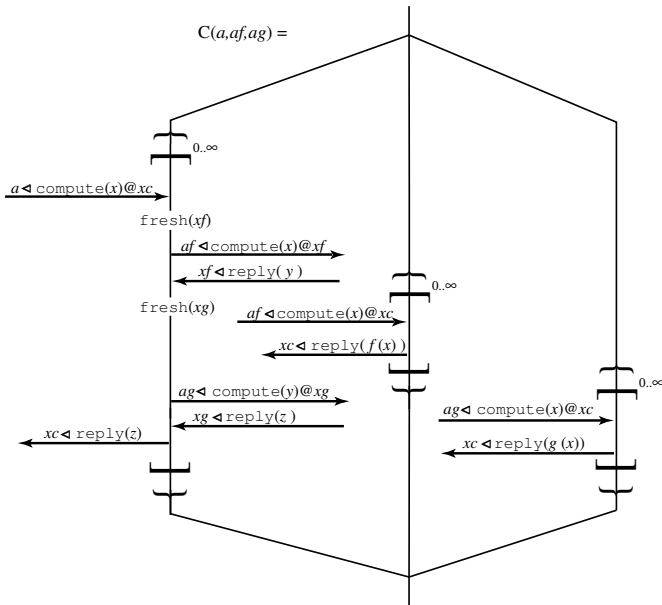 C(a,af,ag) =
0..∞
a⊲compute(x)@xc
fresh(xf)
af⊲compute(x)@xf
xf⊲reply(y)
0..∞
fresh(xg)
af⊲compute(x)@xc
xc⊲reply(f(x))
0..∞
ag⊲compute(y)@xg
ag⊲compute(x)@xc
xg⊲reply(z)
xc⊲reply(z)
xc⊲reply(g(x))